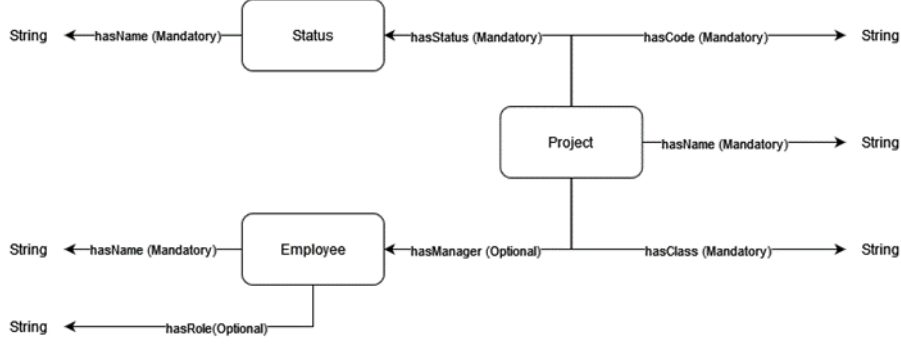 String
hasName (Mandatory)
Status
hasStatus (Mandatory)
hasCode (Mandatory)
String
Project
hasName (Mandatory)
String
String
hasName (Mandatory)
Employee
hasManager (Optional)
hasClass (Mandatory)
String
String
hasRole(Optional)